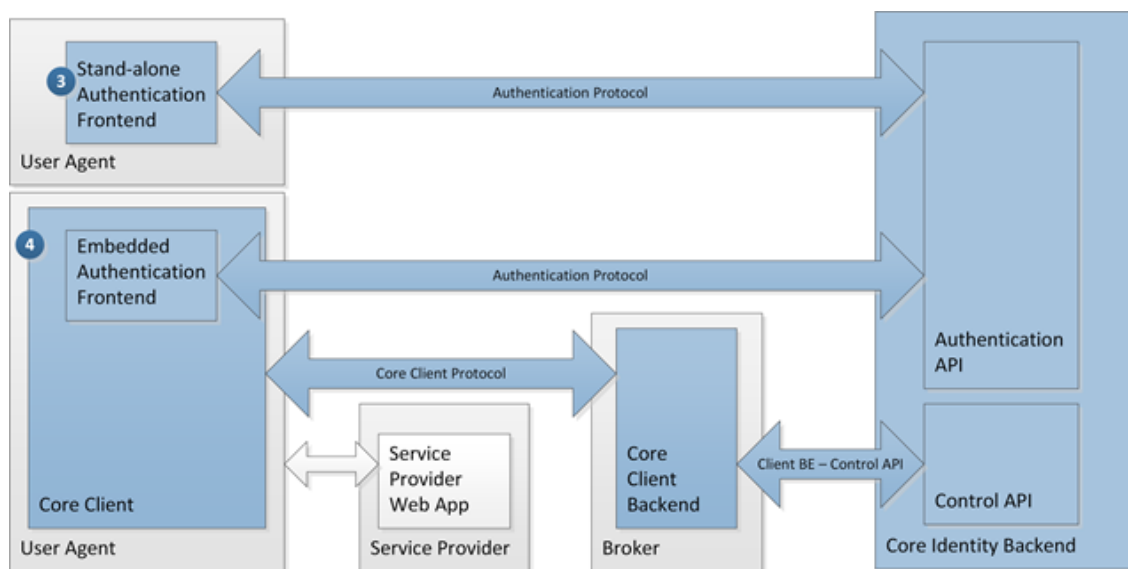 3
Stand-alone
Authentication
Frontend
User Agent
Authentication Protocol
4
Embedded
Authentication
Frontend
Authentication Protocol
Authentication
API
Core Client Protocol
Service
Provider
Web App
Core
Client
Backend
Client BE – Control API
Control API
Core Client
User Agent
Service Provider
Broker
Core Identity Backend